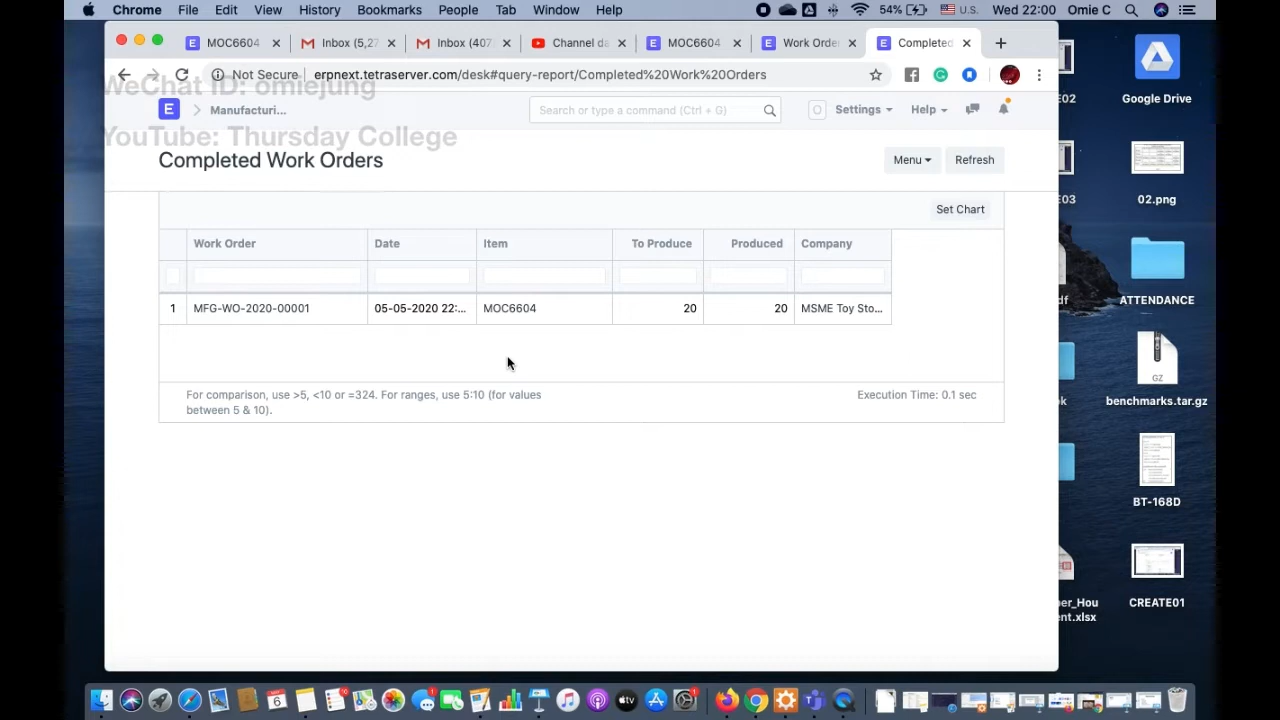 Chrome File Edit View History Bookmarks People Tab Window Help 54% U.S. Wed 22:00 Omie C
MOC6604 Inbox (5,27 Inbox (407 Channel da MOC6604 Work Orde Completed
Not Secure erpnext.tetraserver.com/desk#query-report/Completed%20Work%20Orders
YouTube: Thursday College
E Manufacturi... Search or type a command (Ctrl + G) O Settings Help
Completed Work Orders Menu Refresh
Set Chart
Work Order Date Item To Produce Produced Company
1 MFG-WO-2020-00001 05-05-2020 22:... MOC6604 20 20 MSME Toy Sto...
For comparison, use >5, <10 or =324. For ranges, use 5:10 (for values
between 5 & 10).
Execution Time: 0.1 sec
Google Drive
02.png
ATTENDANCE
GZ
benchmarks.tar.gz
BT-168D
CREATE01